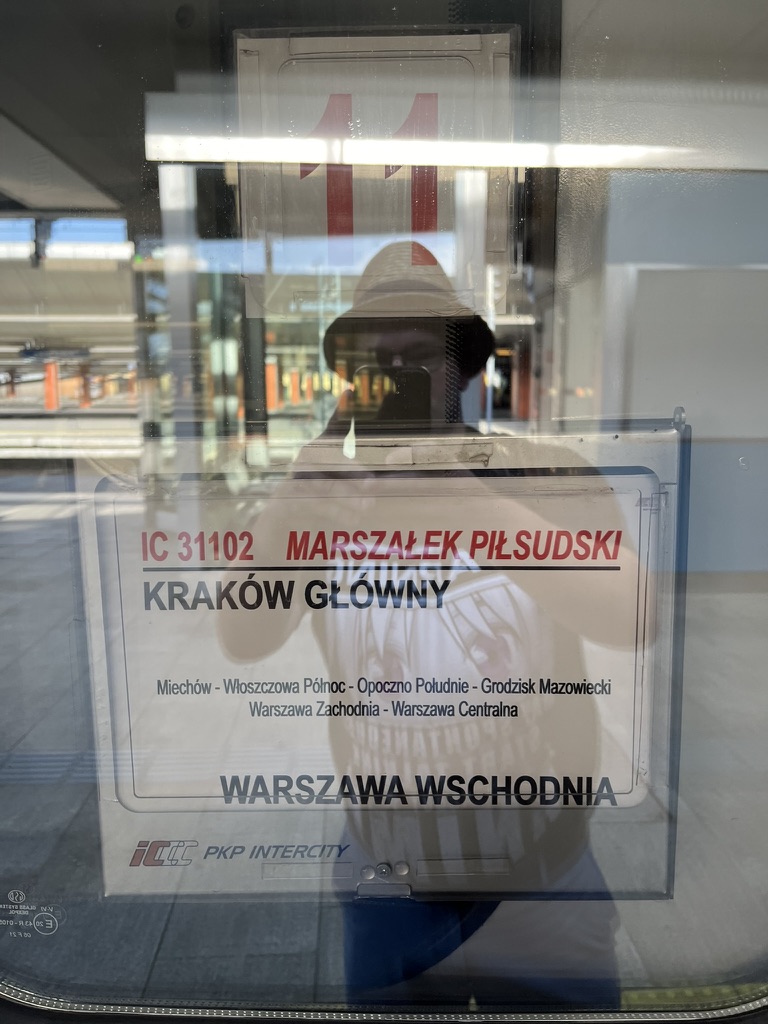 11
IC 31102 MARSZAŁEK PIŁSUDSKI
KRAKÓW GŁÓWNY
Miechów - Włoszczowa Północ - Opoczno Południe - Grodzisk Mazowiecki
Warszawa Zachodnia - Warszawa Centralna
WARSZAWA WSCHODNIA
IC PKP INTERCITY